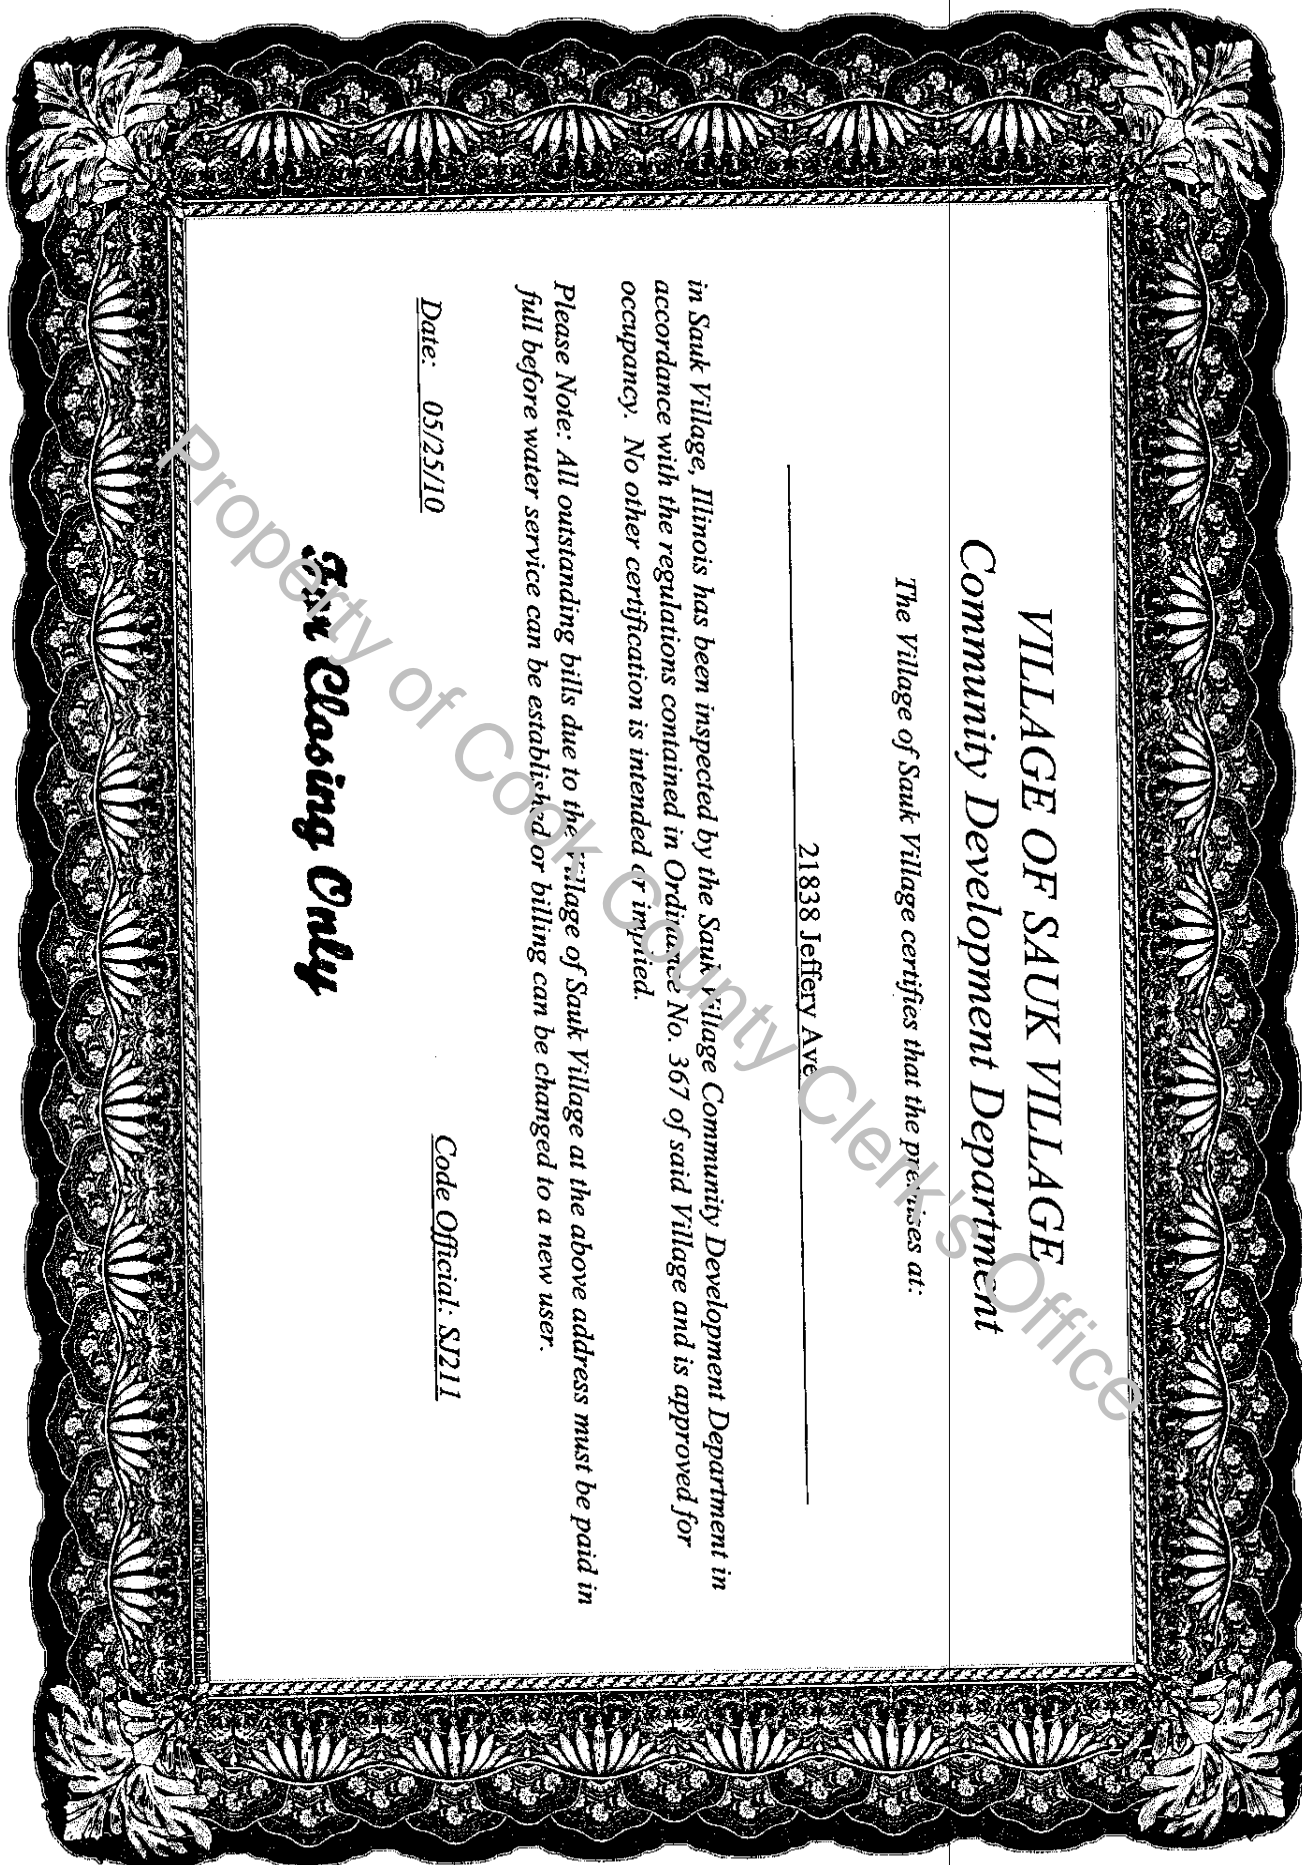 VILLAGE OF SAUK VILLAGE
Community Development Department
The Village of Sauk Village certifies that the premises at:
21838 Jeffery Ave
in Sauk Village, Illinois has been inspected by the Sauk Village Community Development Department in
accordance with the regulations contained in Ordinance No. 367 of said Village and is approved for
occupancy. No other certification is intended or implied.
Please Note: All outstanding bills due to the Village of Sauk Village at the above address must be paid in
full before water service can be established or billing can be changed to a new user.
Date: 05/25/10
Code Official: SJ211
For Closing Only
Property of Cook County Clerk's Office